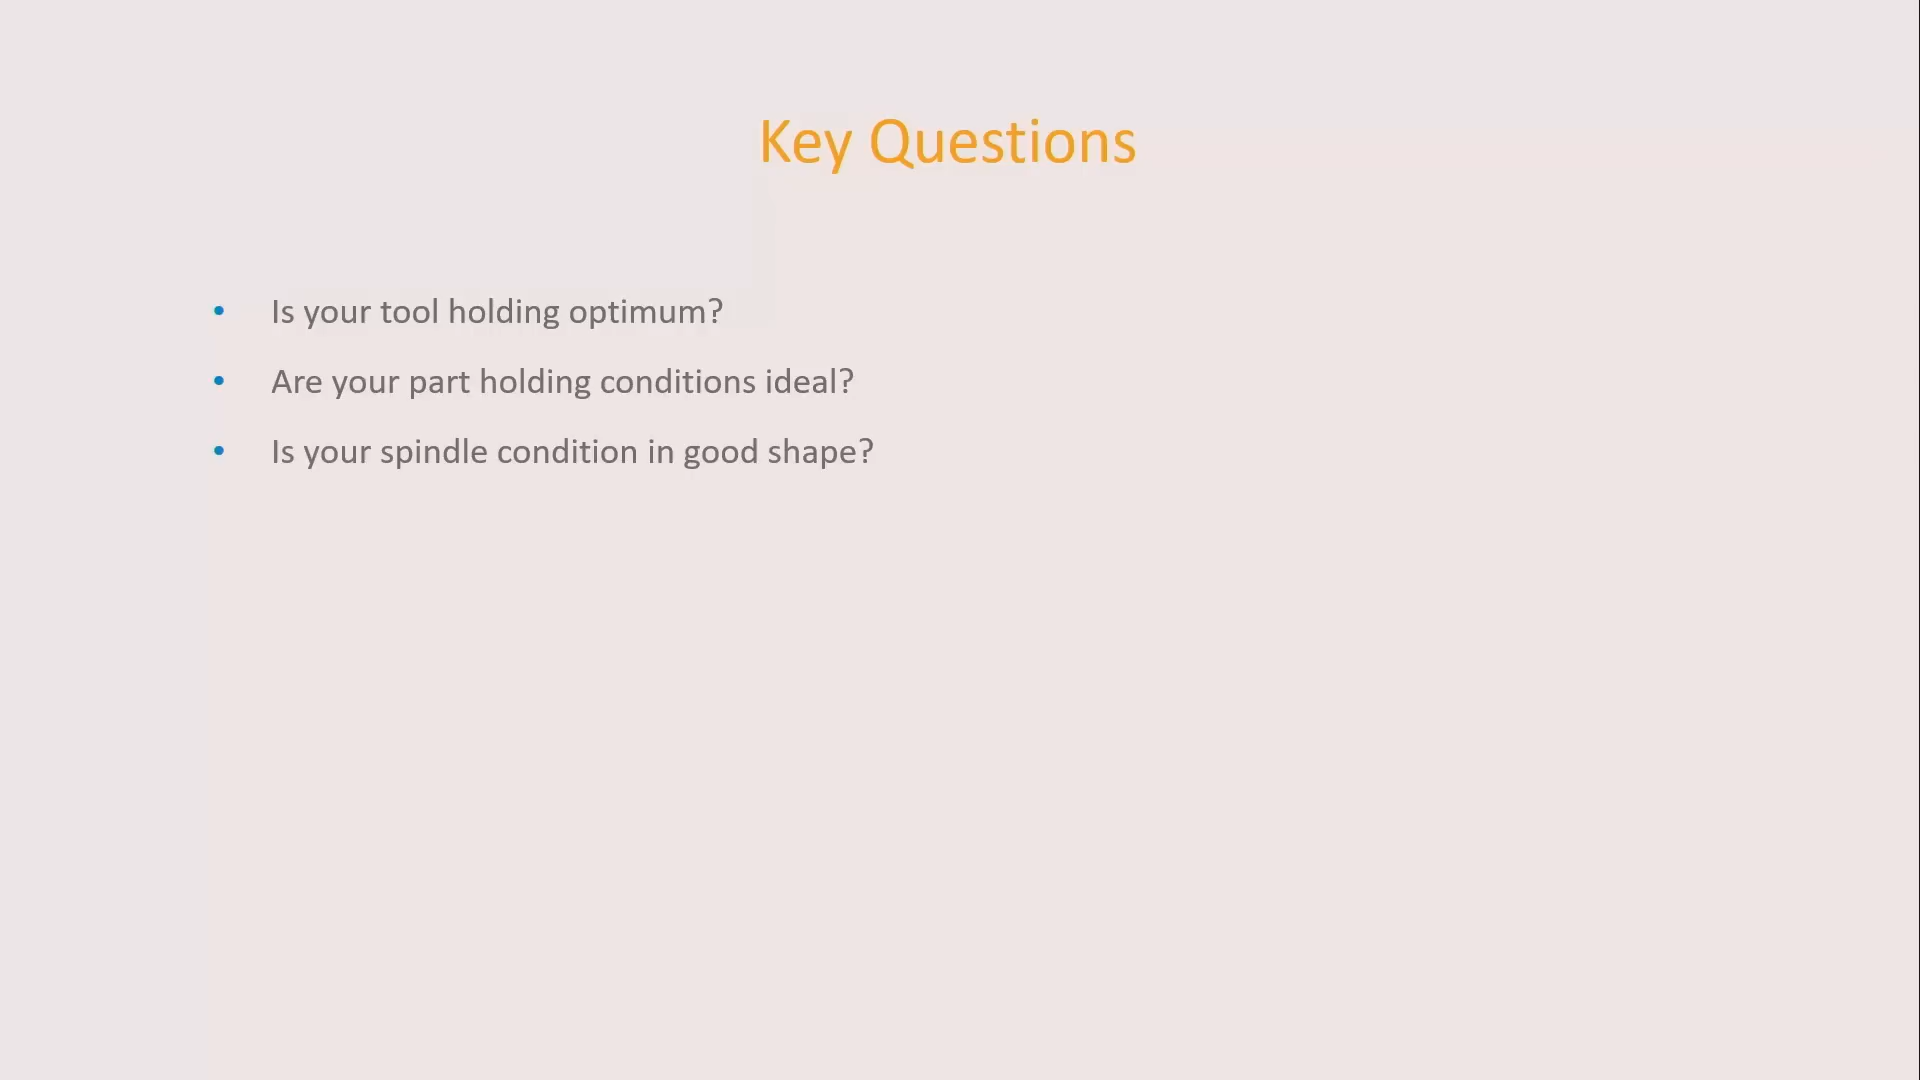 Key Questions
• Is your tool holding optimum?
• Are your part holding conditions ideal?
• Is your spindle condition in good shape?